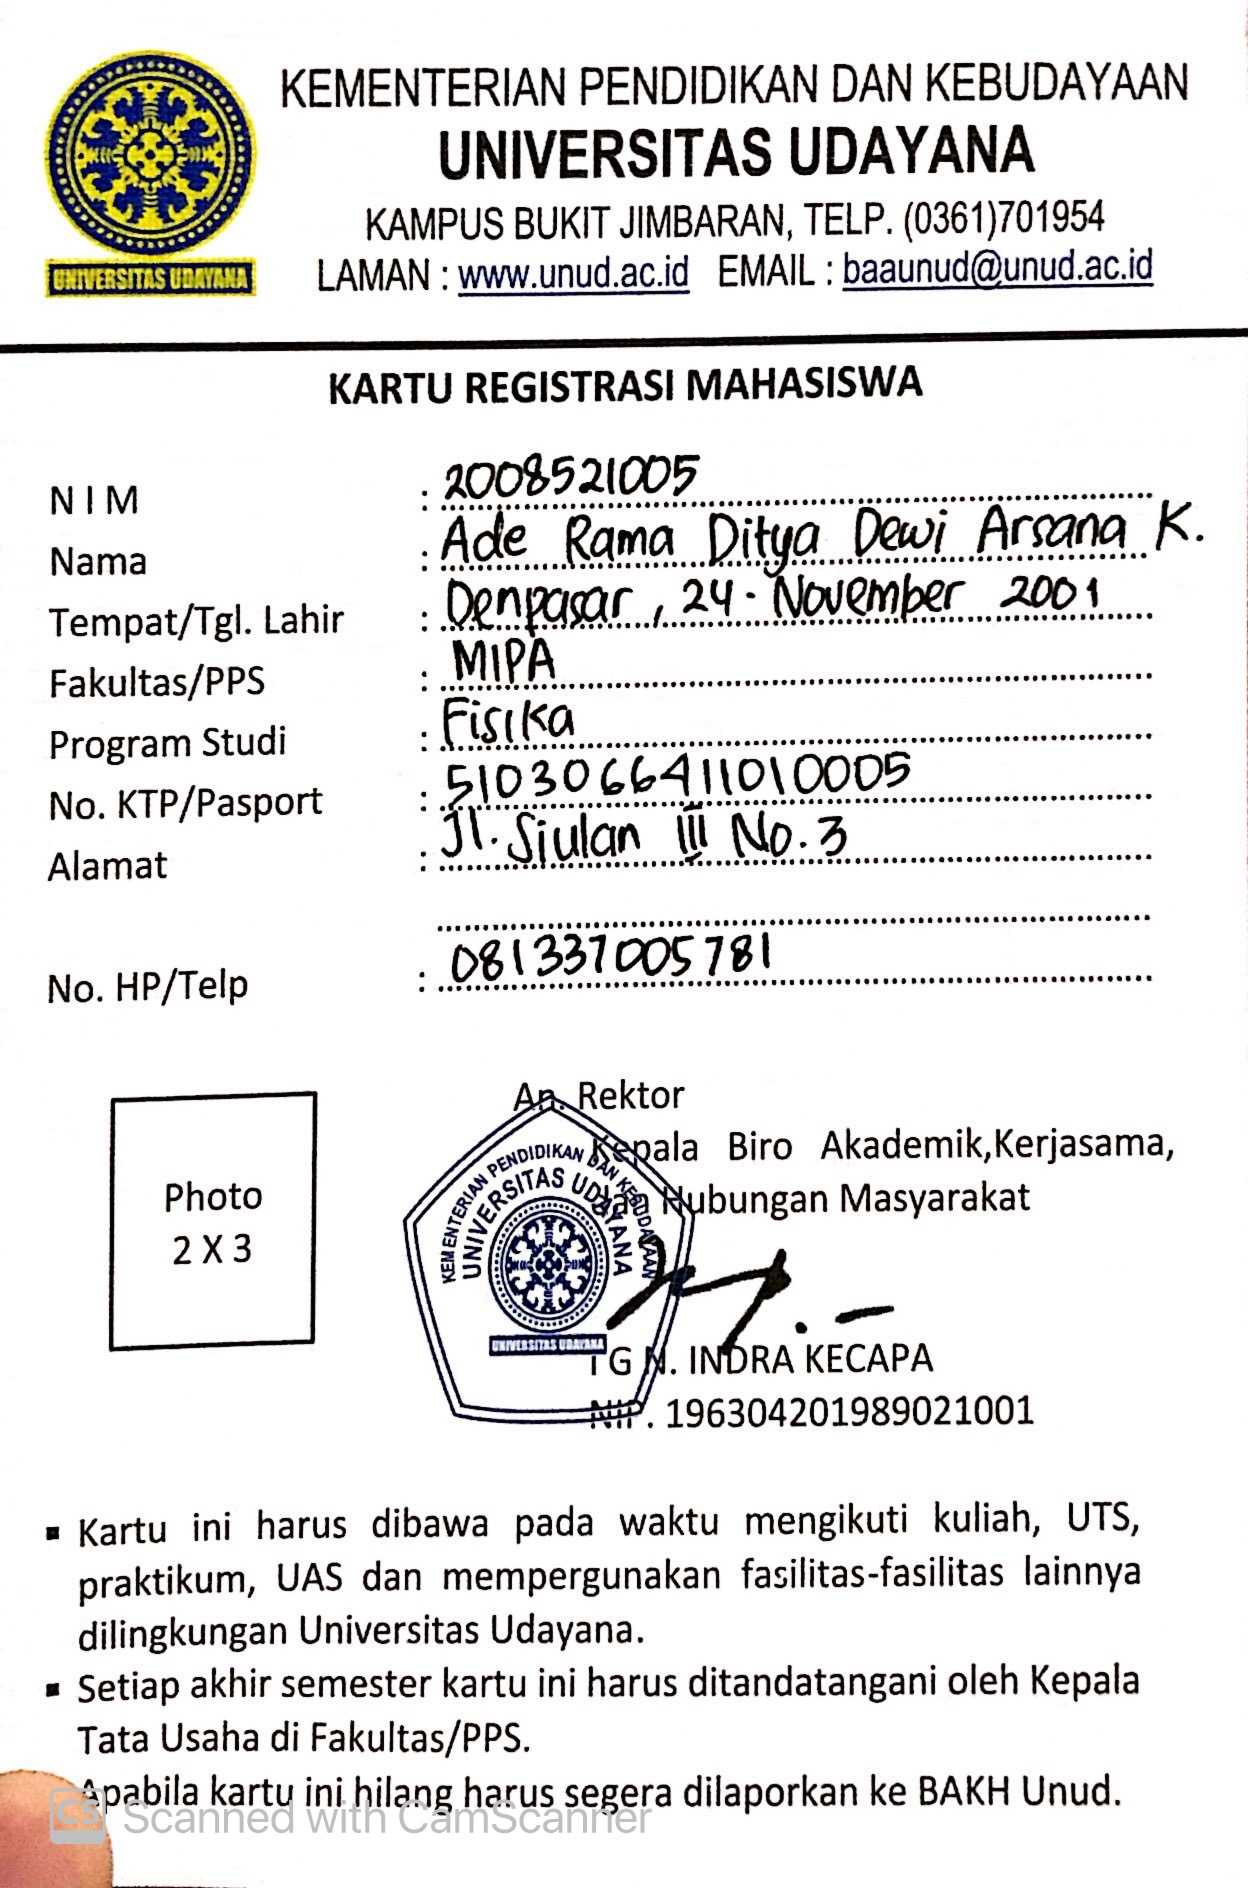 KEMENTERIAN PENDIDIKAN DAN KEBUDAYAAN
UNIVERSITAS UDAYANA
KAMPUS BUKIT JIMBARAN, TELP. (0361)701954
LAMAN : www.unud.ac.id EMAIL : baaunud@unud.ac.id
UNIVERSITAS UDAYANA
KARTU REGISTRASI MAHASISWA
N I M : 2008521005
Nama : Ade Rama Ditya Dewi Arsana K.
Tempat/Tgl. Lahir : Denpasar, 24 - November 2001
Fakultas/PPS : MIPA
Program Studi : Fisika
No. KTP/Pasport : 5103066411010005
Alamat : Jl. Siulan III No. 3
No. HP/Telp : 081337005781
Photo
2 X 3
An. Rektor
Kepala Biro Akademik,Kerjasama,
dan Hubungan Masyarakat
KEMENTERIAN PENDIDIKAN DAN KEBUDAYAAN
UNIVERSITAS UDAYANA
UNIVERSITAS UDAYANA
G N. INDRA KECAPA
NIP. 196304201989021001
▪ Kartu ini harus dibawa pada waktu mengikuti kuliah, UTS,
praktikum, UAS dan mempergunakan fasilitas-fasilitas lainnya
dilingkungan Universitas Udayana.
▪ Setiap akhir semester kartu ini harus ditandatangani oleh Kepala
Tata Usaha di Fakultas/PPS.
Apabila kartu ini hilang harus segera dilaporkan ke BAKH Unud.
CS Scanned with CamScanner